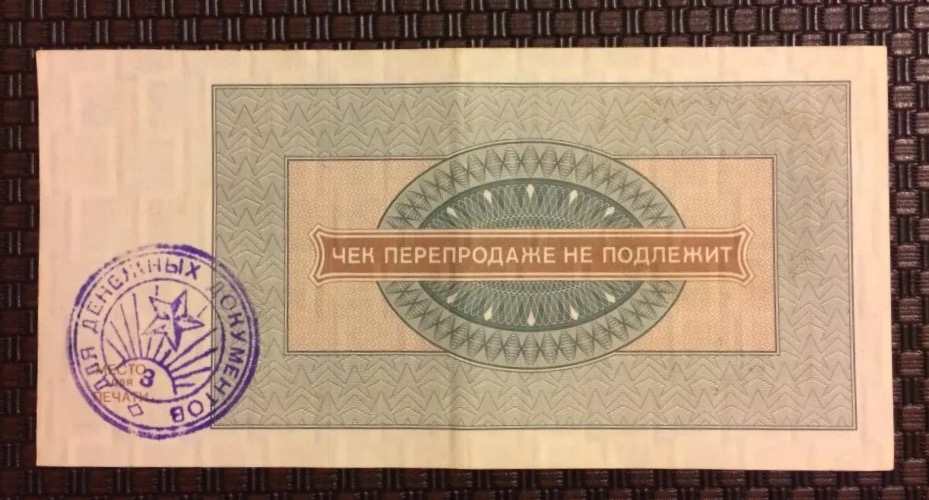 ЧЕК ПЕРЕПРОДАЖЕ НЕ ПОДЛЕЖИТ
ДЛЯ ДЕНЕЖНЫХ ДОКУМЕНТОВ
3
МЕСТО
ДЛЯ
ПЕЧАТИ